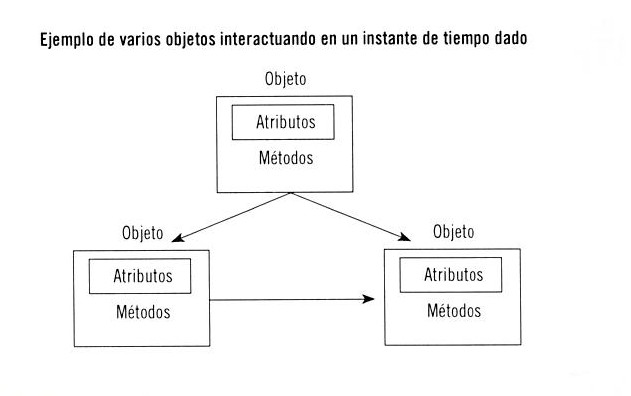 Ejemplo de varios objetos interactuando en un instante de tiempo dado
Objeto
Atributos
Métodos
Objeto
Atributos
Métodos
Objeto
Atributos
Métodos